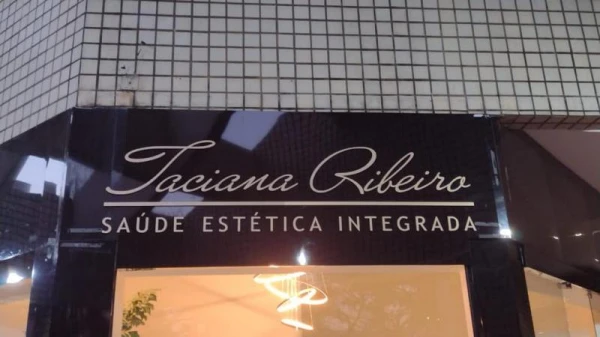 Taciana Ribeiro
SAÚDE ESTÉTICA INTEGRADA